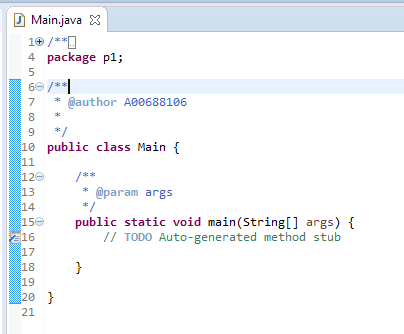 Main.java
1 /**
4 package p1;
5
6 /**
7  * @author A00688106
8  *
9  */
10 public class Main {
11
12     /**
13      * @param args
14      */
15     public static void main(String[] args) {
16         // TODO Auto-generated method stub
17
18     }
19
20 }
21